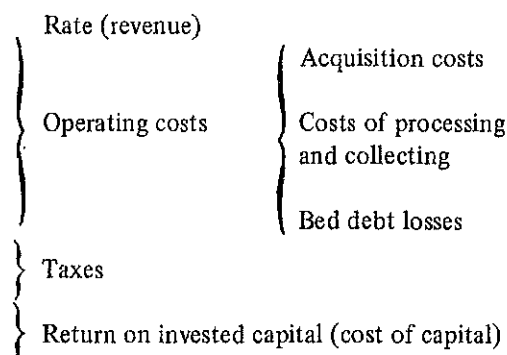 Rate (revenue)
Acquisition costs
Operating costs
Costs of processing
and collecting
Bed debt losses
Taxes
Return on invested capital (cost of capital)